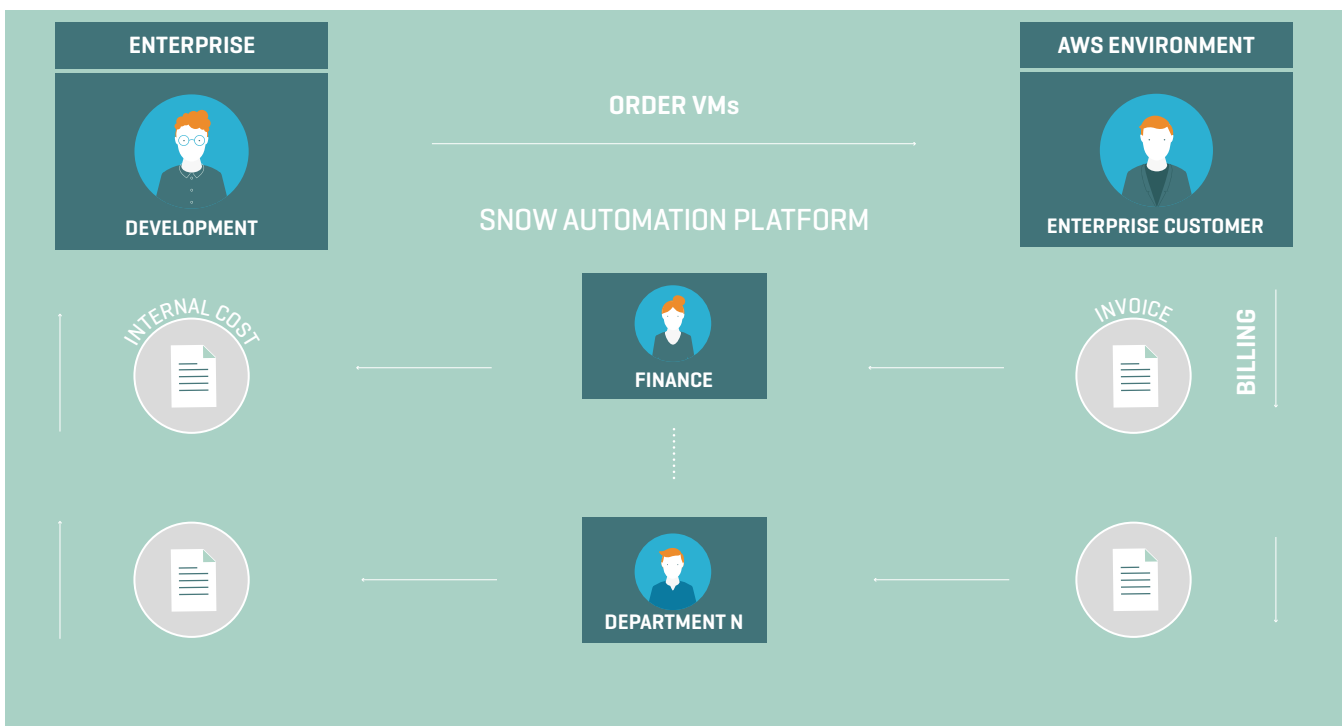 ENTERPRISE
AWS ENVIRONMENT
ORDER VMs
DEVELOPMENT
SNOW AUTOMATION PLATFORM
ENTERPRISE CUSTOMER
INTERNAL COST
FINANCE
INVOICE
BILLING
DEPARTMENT N